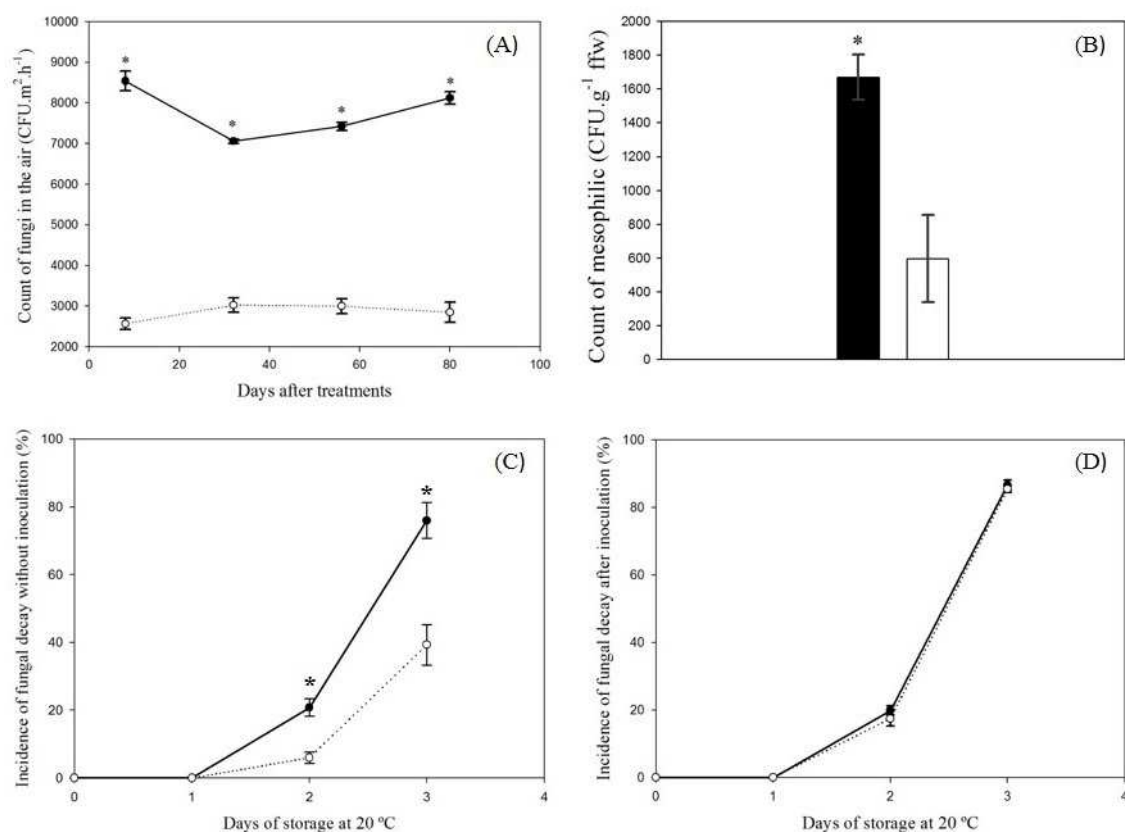 (A)
Count of fungi in the air (CFU.m².h⁻¹)
10000
9000
8000
7000
6000
5000
4000
3000
2000
* * * *
0 20 40 60 80 100
Days after treatments
(B)
Count of mesophilic (CFU.g⁻¹ ffw)
2000
1800
1600
1400
1200
1000
800
600
400
200
0
*
(C)
Incidence of fungal decay without inoculation (%)
100
80
60
40
20
0
* *
0 1 2 3 4
Days of storage at 20 ºC
(D)
Incidence of fungal decay after inoculation (%)
100
80
60
40
20
0
0 1 2 3 4
Days of storage at 20 ºC